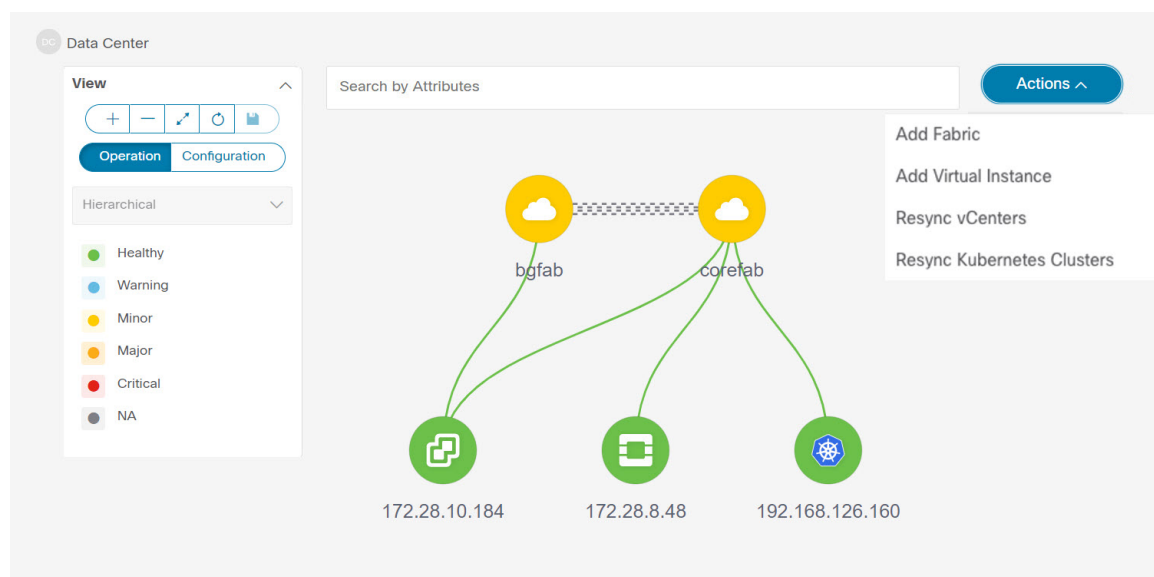 DC Data Center
View
Search by Attributes
Actions
Operation Configuration
Hierarchical
Healthy
Warning
Minor
Major
Critical
NA
Add Fabric
Add Virtual Instance
Resync vCenters
Resync Kubernetes Clusters
bgfab
corefab
172.28.10.184
172.28.8.48
192.168.126.160